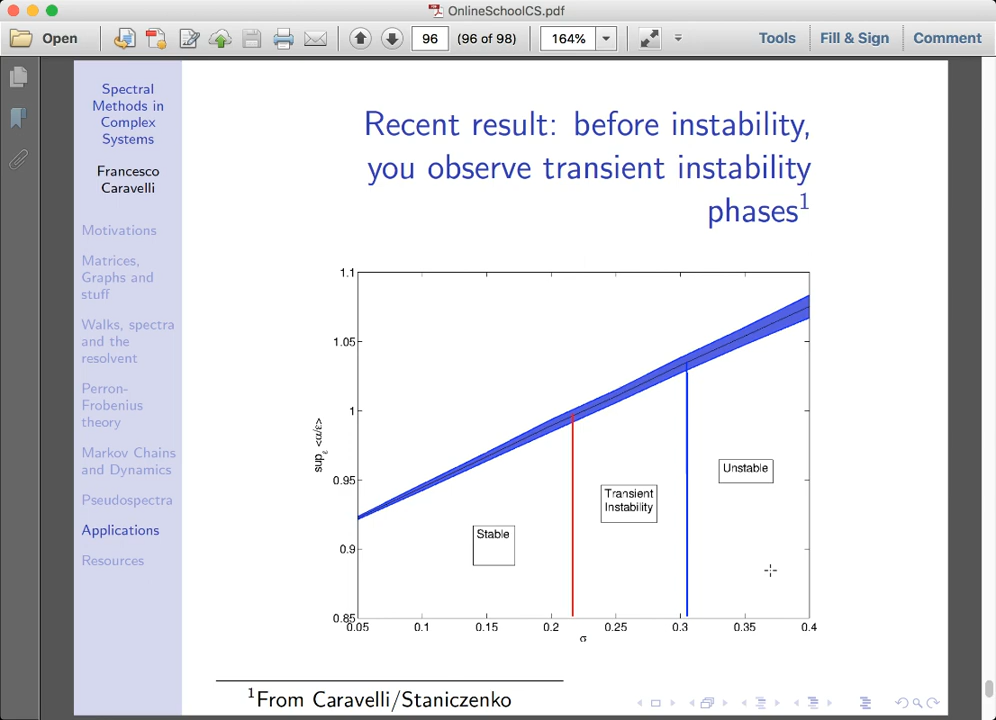 OnlineSchoolCS.pdf
Open
96
(96 of 98)
164%
Tools
Fill & Sign
Comment
Spectral
Methods in
Complex
Systems
Francesco
Caravelli
Motivations
Matrices,
Graphs and
stuff
Walks, spectra
and the
resolvent
Perron-
Frobenius
theory
Markov Chains
and Dynamics
Pseudospectra
Applications
Resources
Recent result: before instability,
you observe transient instability
phases¹
1.1
1.05
1
0.95
0.9
0.85
Stable
Transient
Instability
Unstable
0.05 0.1 0.15 0.2 0.25 0.3 0.35 0.4
σ
¹From Caravelli/Staniczenko